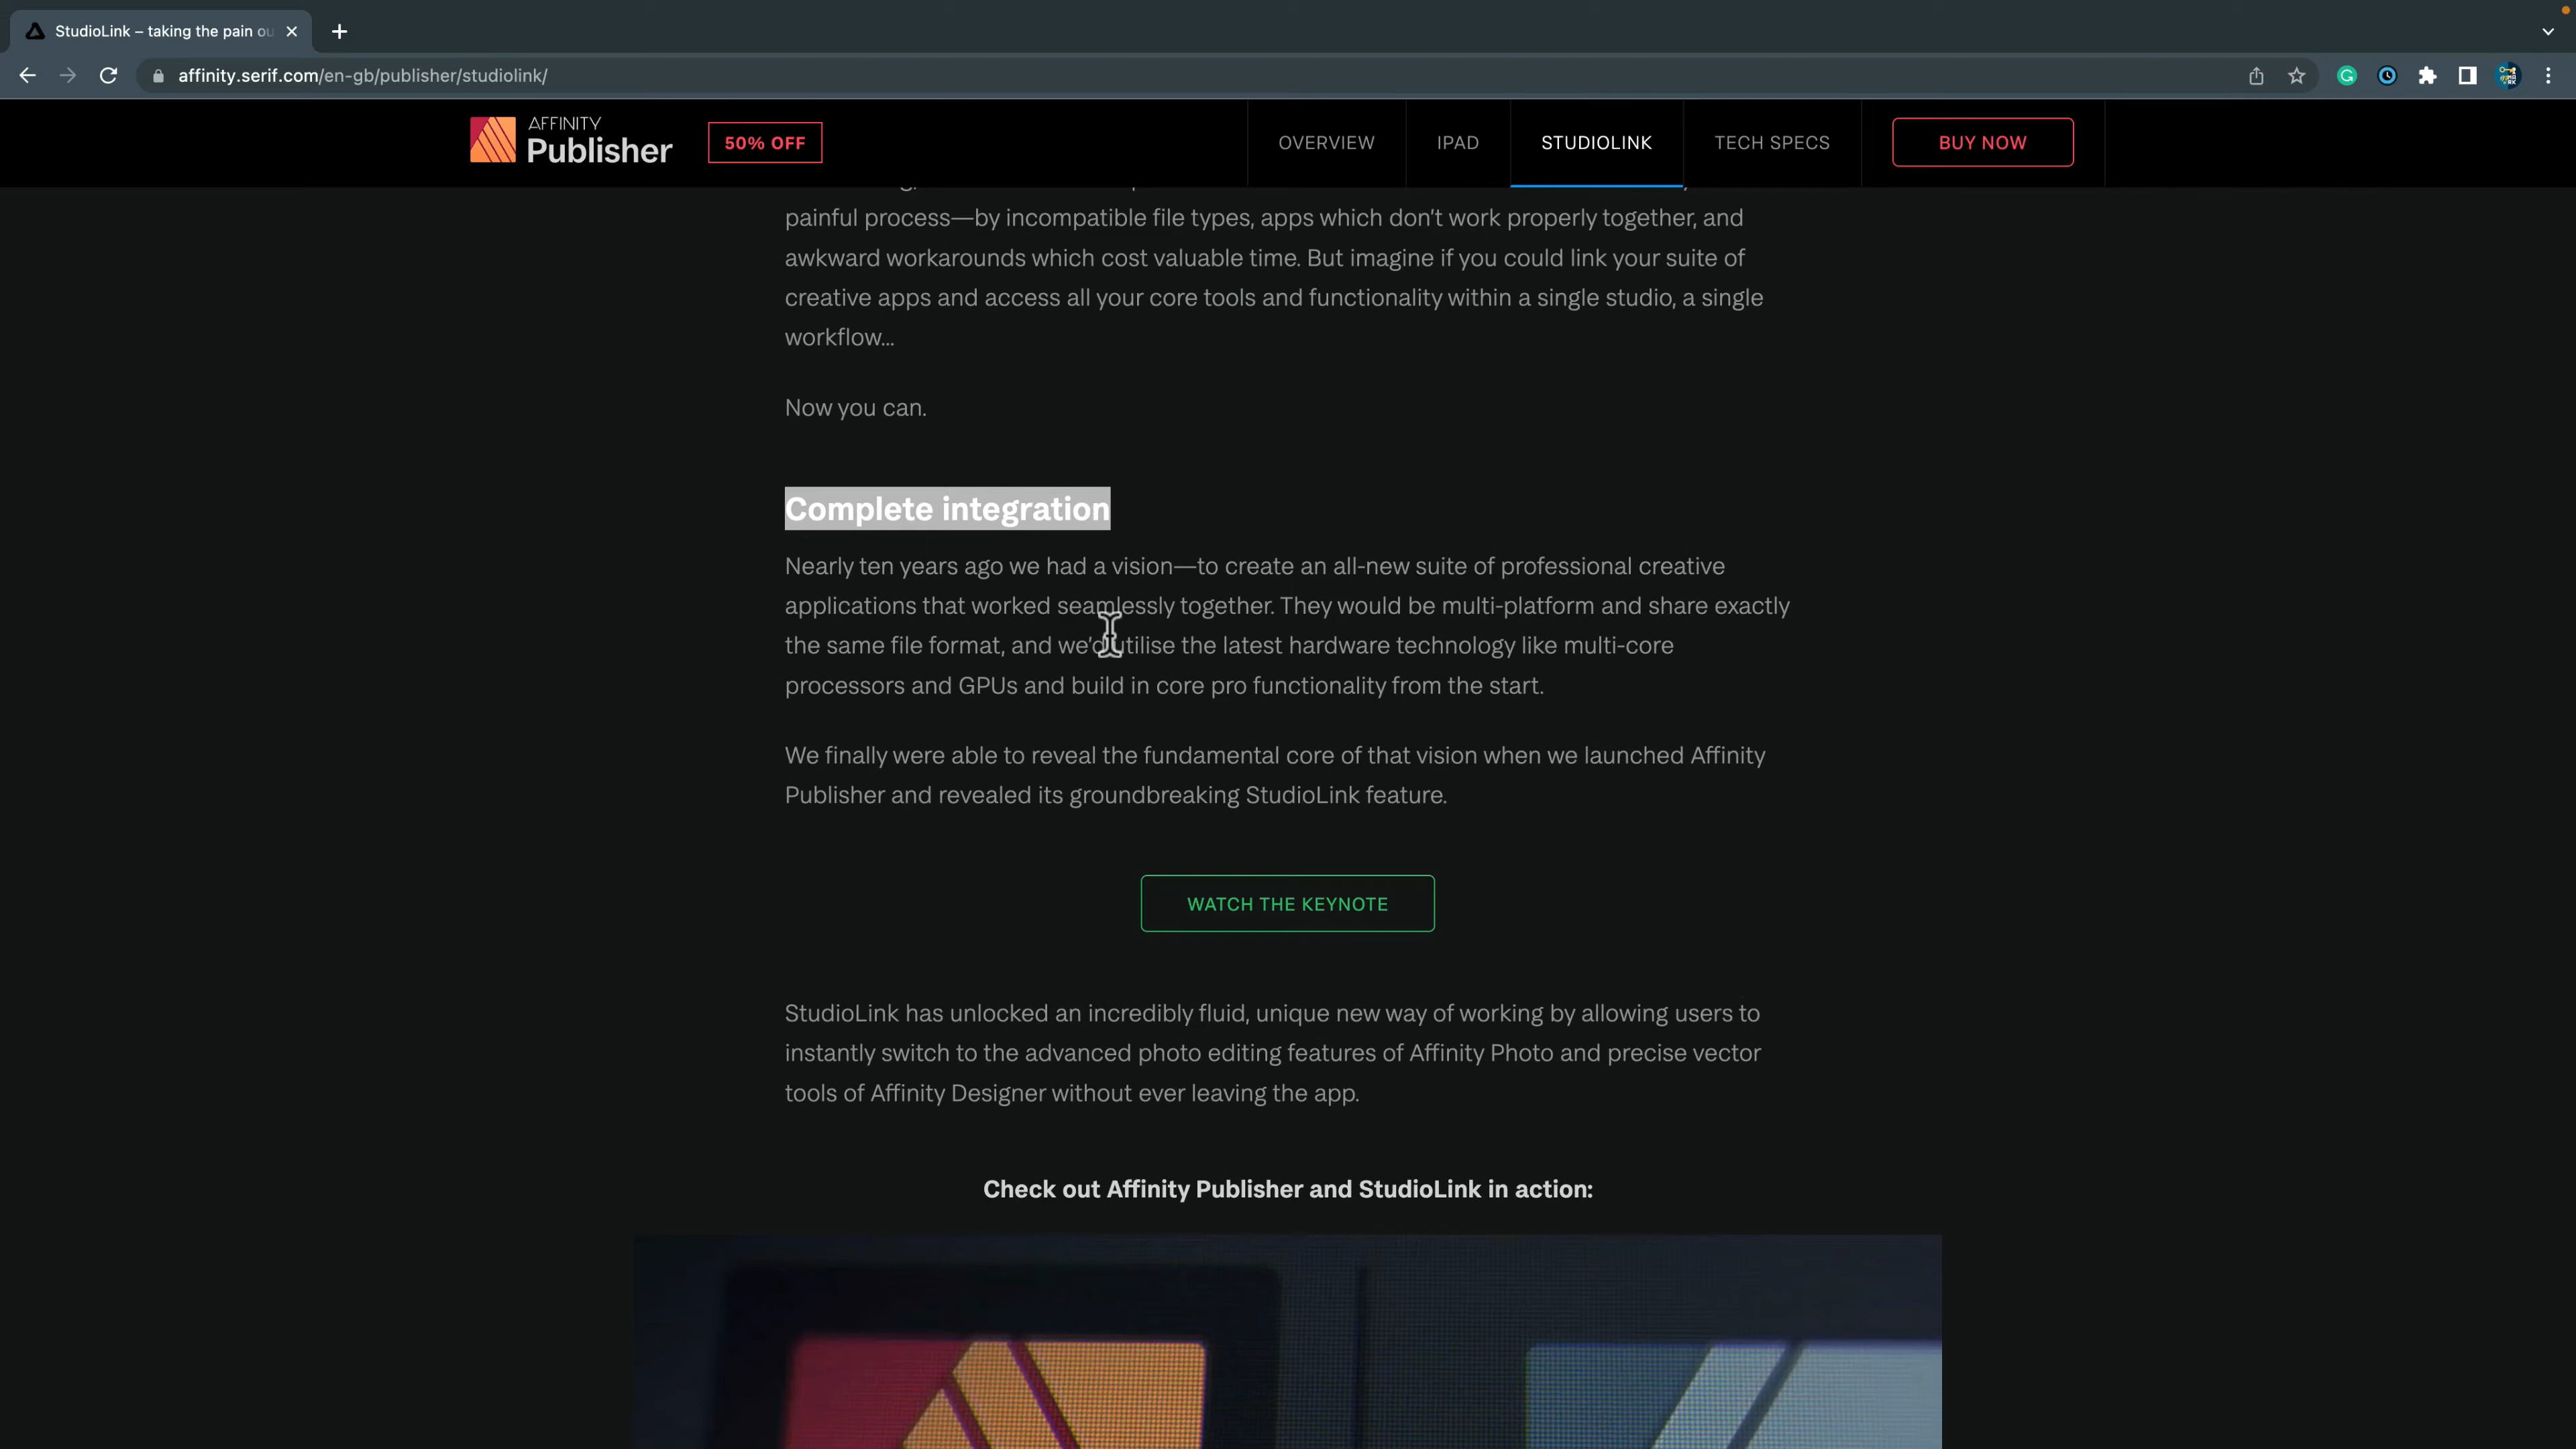 StudioLink – taking the pain ou
affinity.serif.com/en-gb/publisher/studiolink/
AFFINITY
Publisher
50% OFF
OVERVIEW
IPAD
STUDIOLINK
TECH SPECS
BUY NOW
painful process—by incompatible file types, apps which don’t work properly together, and
awkward workarounds which cost valuable time. But imagine if you could link your suite of
creative apps and access all your core tools and functionality within a single studio, a single
workflow...
Now you can.
Complete integration
Nearly ten years ago we had a vision—to create an all-new suite of professional creative
applications that worked seamlessly together. They would be multi-platform and share exactly
the same file format, and we’d utilise the latest hardware technology like multi-core
processors and GPUs and build in core pro functionality from the start.
We finally were able to reveal the fundamental core of that vision when we launched Affinity
Publisher and revealed its groundbreaking StudioLink feature.
WATCH THE KEYNOTE
StudioLink has unlocked an incredibly fluid, unique new way of working by allowing users to
instantly switch to the advanced photo editing features of Affinity Photo and precise vector
tools of Affinity Designer without ever leaving the app.
Check out Affinity Publisher and StudioLink in action: